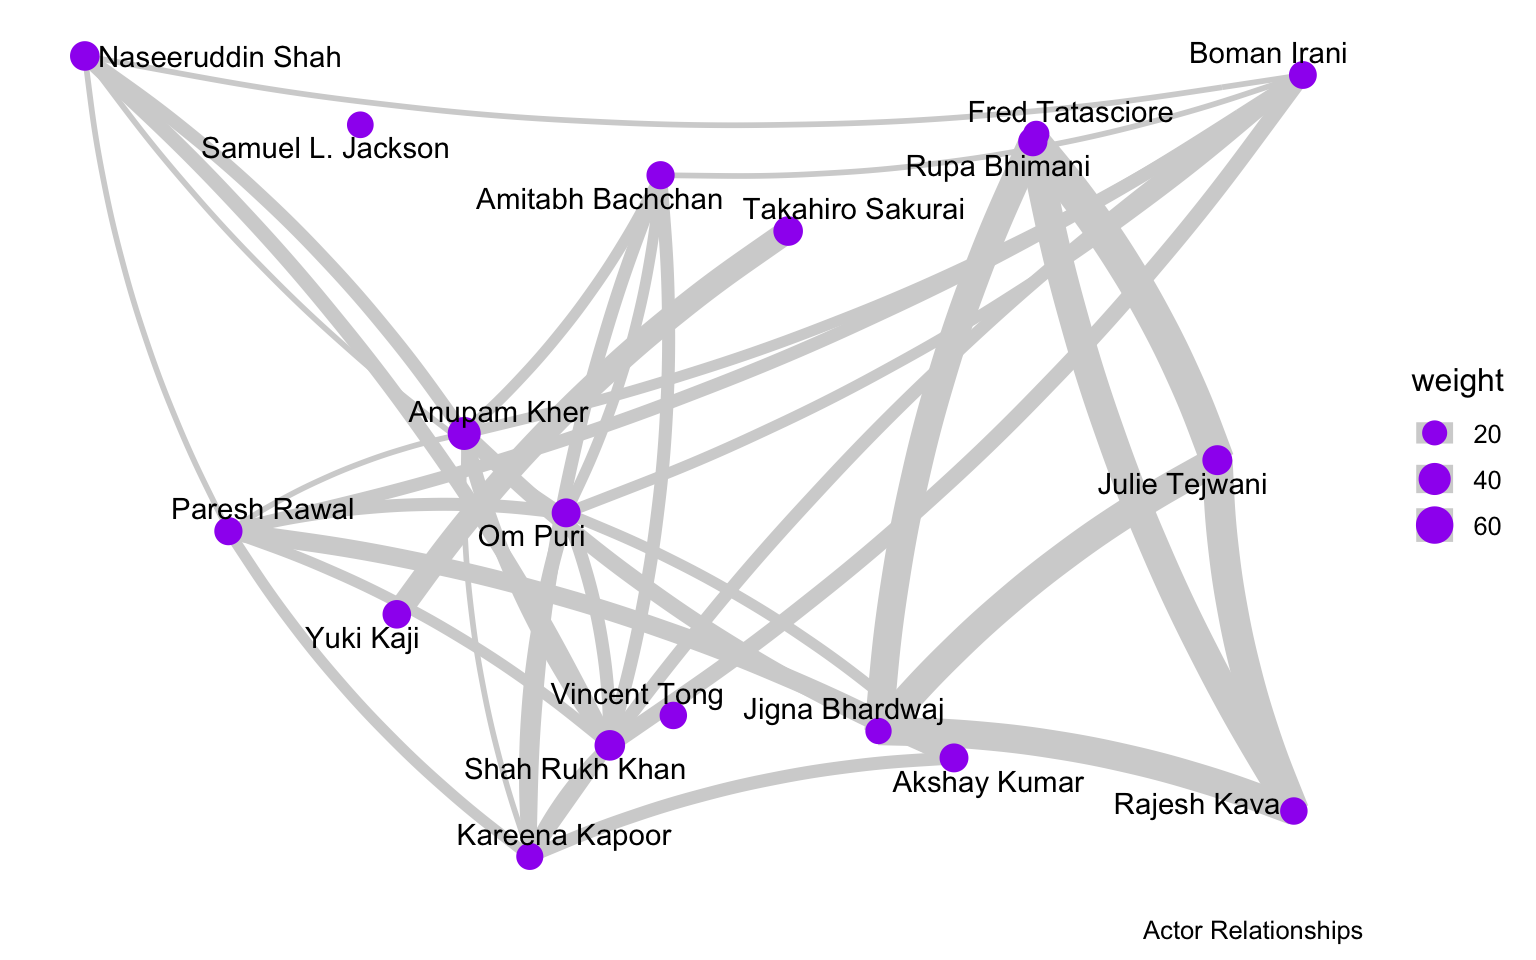 Boman Irani
Naseeruddin Shah
Fred Tatasciore
Samuel L. Jackson
Rupa Bhimani
Amitabh Bachchan
Takahiro Sakurai
weight
Anupam Kher
20
40
Julie Tejwani
Paresh Rawal
60
Om Puri
Yuki Kaji
Vincent Tong
Jigna Bhardwaj
Shah Rukh Khan
Akshay Kumar
Rajesh Kava
Kareena Kapoor
Actor Relationships